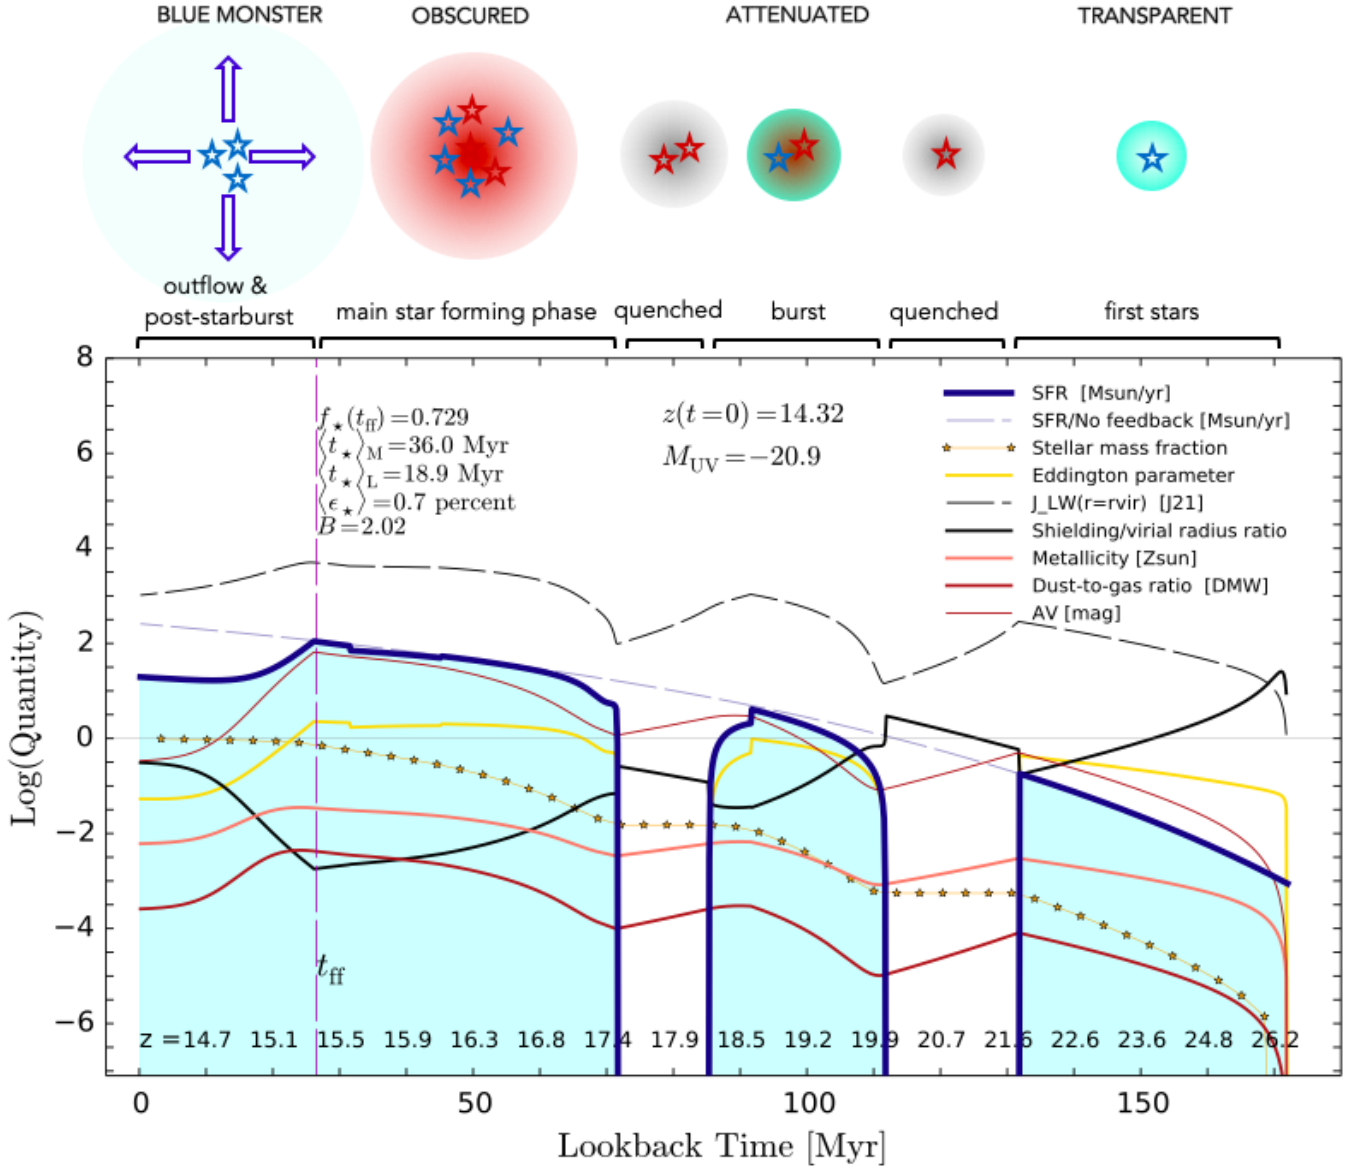 BLUE MONSTER OBSCURED ATTENUATED TRANSPARENT
outflow &
post-starburst main star forming phase quenched burst quenched first stars
8
6
4
2
0
−2
−4
−6
Log(Quantity)
f⋆(tff)=0.729
⟨t⋆⟩M=36.0 Myr
⟨t⋆⟩L=18.9 Myr
⟨ϵ⋆⟩=0.7 percent
B=2.02
z(t=0)=14.32
MUV=−20.9
SFR [Msun/yr]
SFR/No feedback [Msun/yr]
Stellar mass fraction
Eddington parameter
J_LW(r=rvir) [J21]
Shielding/virial radius ratio
Metallicity [Zsun]
Dust-to-gas ratio [DMW]
AV [mag]
tff
z =14.7 15.1 15.5 15.9 16.3 16.8 17.4 17.9 18.5 19.2 19.9 20.7 21.6 22.6 23.6 24.8 26.2
0 50 100 150
Lookback Time [Myr]